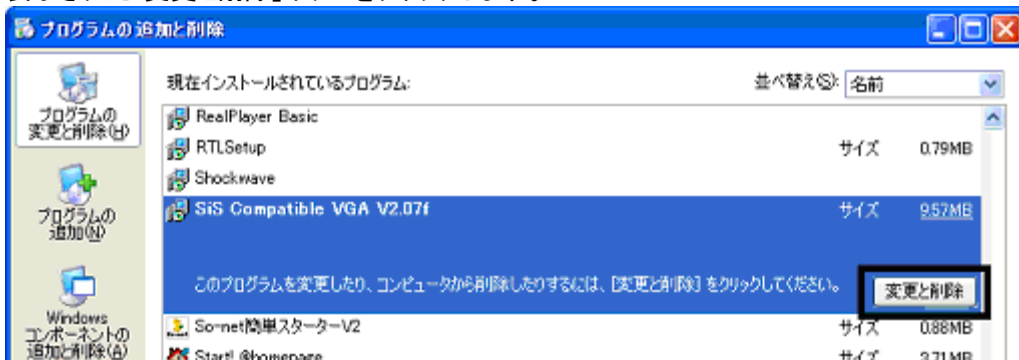 プログラムの追加と削除
プログラムの
変更と削除(H)
プログラムの
追加(N)
Windows
コンポーネントの
追加と削除(A)
現在インストールされているプログラム:
並べ替え(S): 名前
RealPlayer Basic
RTLSetup サイズ 0.79MB
Shockwave
SiS Compatible VGA V2.07f サイズ 9.57MB
このプログラムを変更したり、コンピュータから削除したりするには、[変更と削除] をクリックしてください。
変更と削除
So-net簡単スターターV2 サイズ 0.88MB
Start! @homepage サイズ 3.71MB